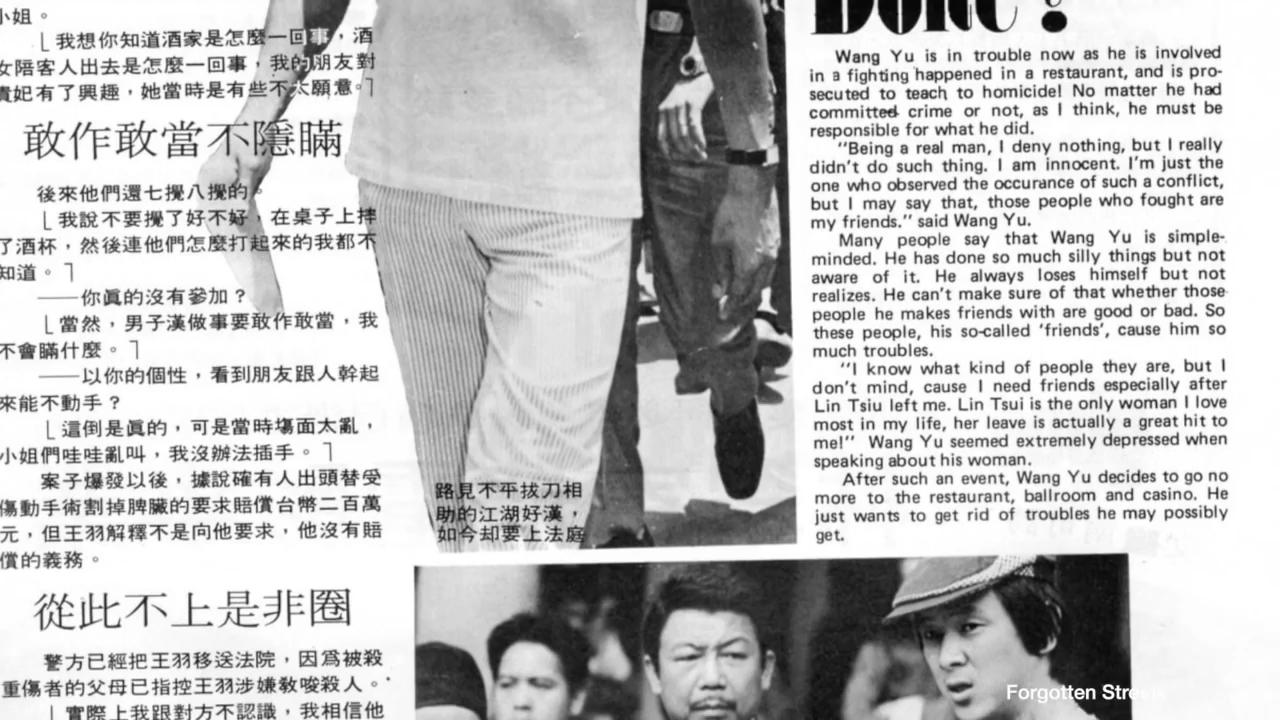 小姐。
⌊我想你知道酒家是怎麼一回事，酒
女陪客人出去是怎麼一回事，我的朋友對
貴妃有了興趣，她當時是有些不太願意。⌉
敢作敢當不隱瞞
後來他們還七攪八攪的。
⌊我說不要攪了好不好，在桌子上摔
了酒杯，然後連他們怎麼打起來的我都不
知道。⌉
——你眞的沒有參加？
⌊當然，男子漢做事要敢作敢當，我
不會瞞什麼。⌉
——以你的個性，看到朋友跟人幹起
來能不動手？
⌊這倒是眞的，可是當時塲面太亂，
小姐們哇哇亂叫，我沒辦法插手。⌉
案子爆發以後，據說確有人出頭替受
傷動手術割掉脾臟的要求賠償台幣二百萬
元，但王羽解釋不是向他要求，他沒有賠
償的義務。
從此不上是非圈
警方已經把王羽移送法院，因爲被殺
重傷者的父母已指控王羽涉嫌敎唆殺人。
⌊實際上我跟對方不認識，我相信他
路見不平拔刀相
助的江湖好漢，
如今却要上法庭
Wang Yu is in trouble now as he is involved
in a fighting happened in a restaurant, and is pro-
secuted to teach to homicide! No matter he had
committed crime or not, as I think, he must be
responsible for what he did.
"Being a real man, I deny nothing, but I really
didn't do such thing. I am innocent. I'm just the
one who observed the occurance of such a conflict,
but I may say that, those people who fought are
my friends." said Wang Yu.
Many people say that Wang Yu is simple-
minded. He has done so much silly things but not
aware of it. He always loses himself but not
realizes. He can't make sure of that whether those
people he makes friends with are good or bad. So
these people, his so-called 'friends', cause him so
much troubles.
"I know what kind of people they are, but I
don't mind, cause I need friends especially after
Lin Tsiu left me. Lin Tsui is the only woman I love
most in my life, her leave is actually a great hit to
me!" Wang Yu seemed extremely depressed when
speaking about his woman.
After such an event, Wang Yu decides to go no
more to the restaurant, ballroom and casino. He
just wants to get rid of troubles he may possibly
get.
Forgotten